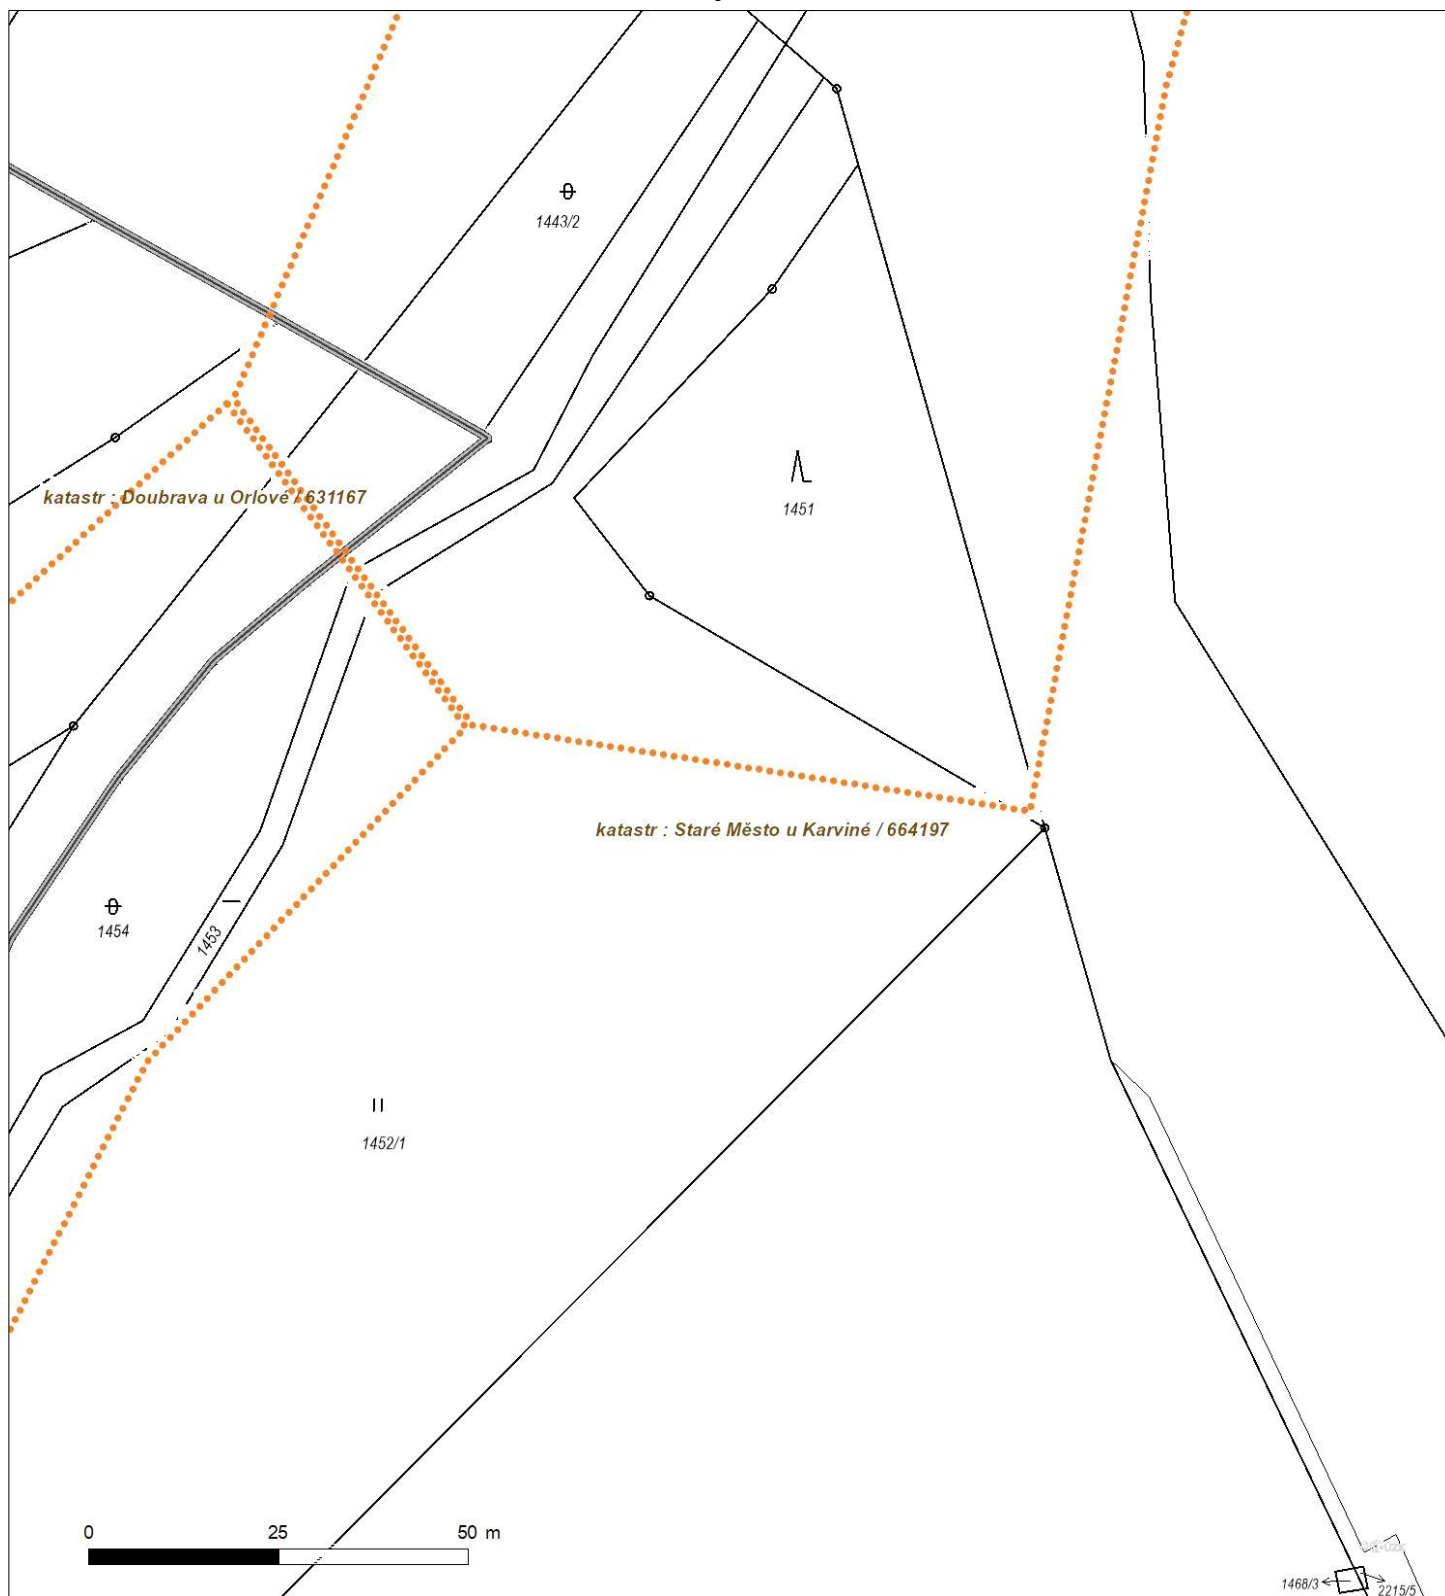 1443/2
katastr : Doubrava u Orlové / 631167
1451
katastr : Staré Město u Karviné / 664197
1454
1453
1452/1
0 25 50 m
1468/3
2215/5